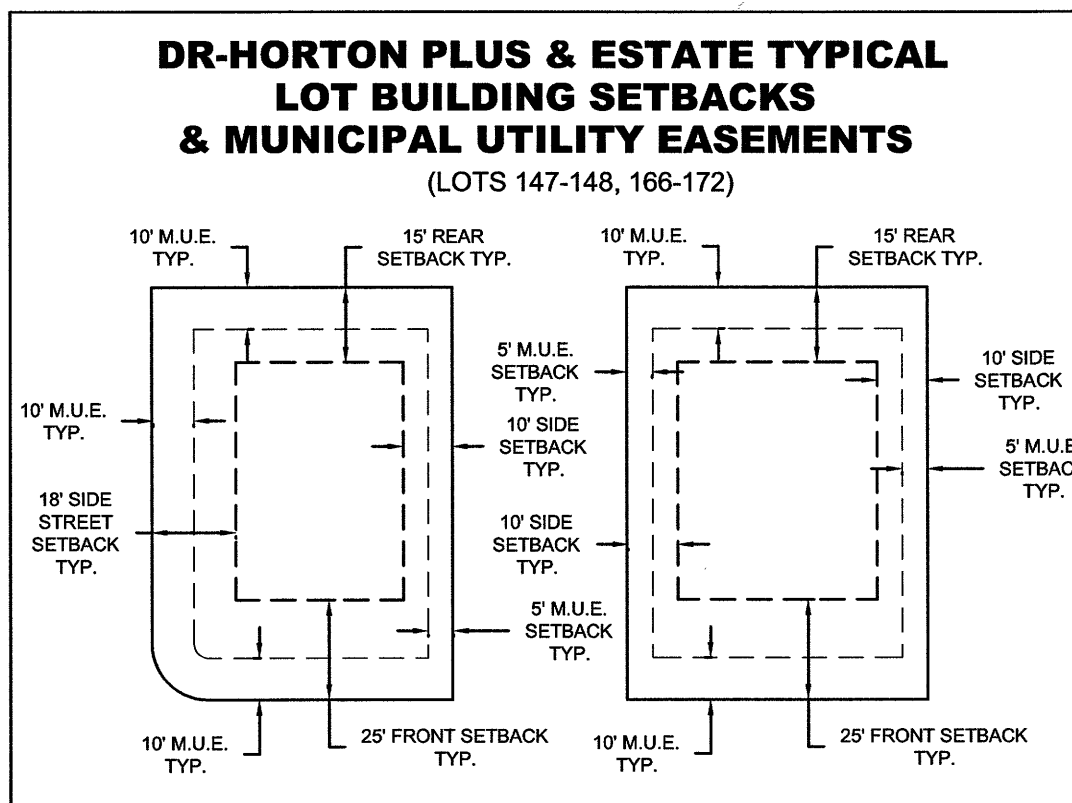 DR-HORTON PLUS & ESTATE TYPICAL
LOT BUILDING SETBACKS
& MUNICIPAL UTILITY EASEMENTS
(LOTS 147-148, 166-172)
10' M.U.E.
TYP.
15' REAR
SETBACK TYP.
10' M.U.E.
TYP.
18' SIDE
STREET
SETBACK
TYP.
10' SIDE
SETBACK
TYP.
5' M.U.E.
SETBACK
TYP.
10' M.U.E.
TYP.
25' FRONT SETBACK
TYP.
10' M.U.E.
TYP.
15' REAR
SETBACK TYP.
5' M.U.E.
SETBACK
TYP.
10' SIDE
SETBACK
TYP.
10' SIDE
SETBACK
TYP.
5' M.U.E
SETBAC
TYP.
10' M.U.E.
TYP.
25' FRONT SETBACK
TYP.